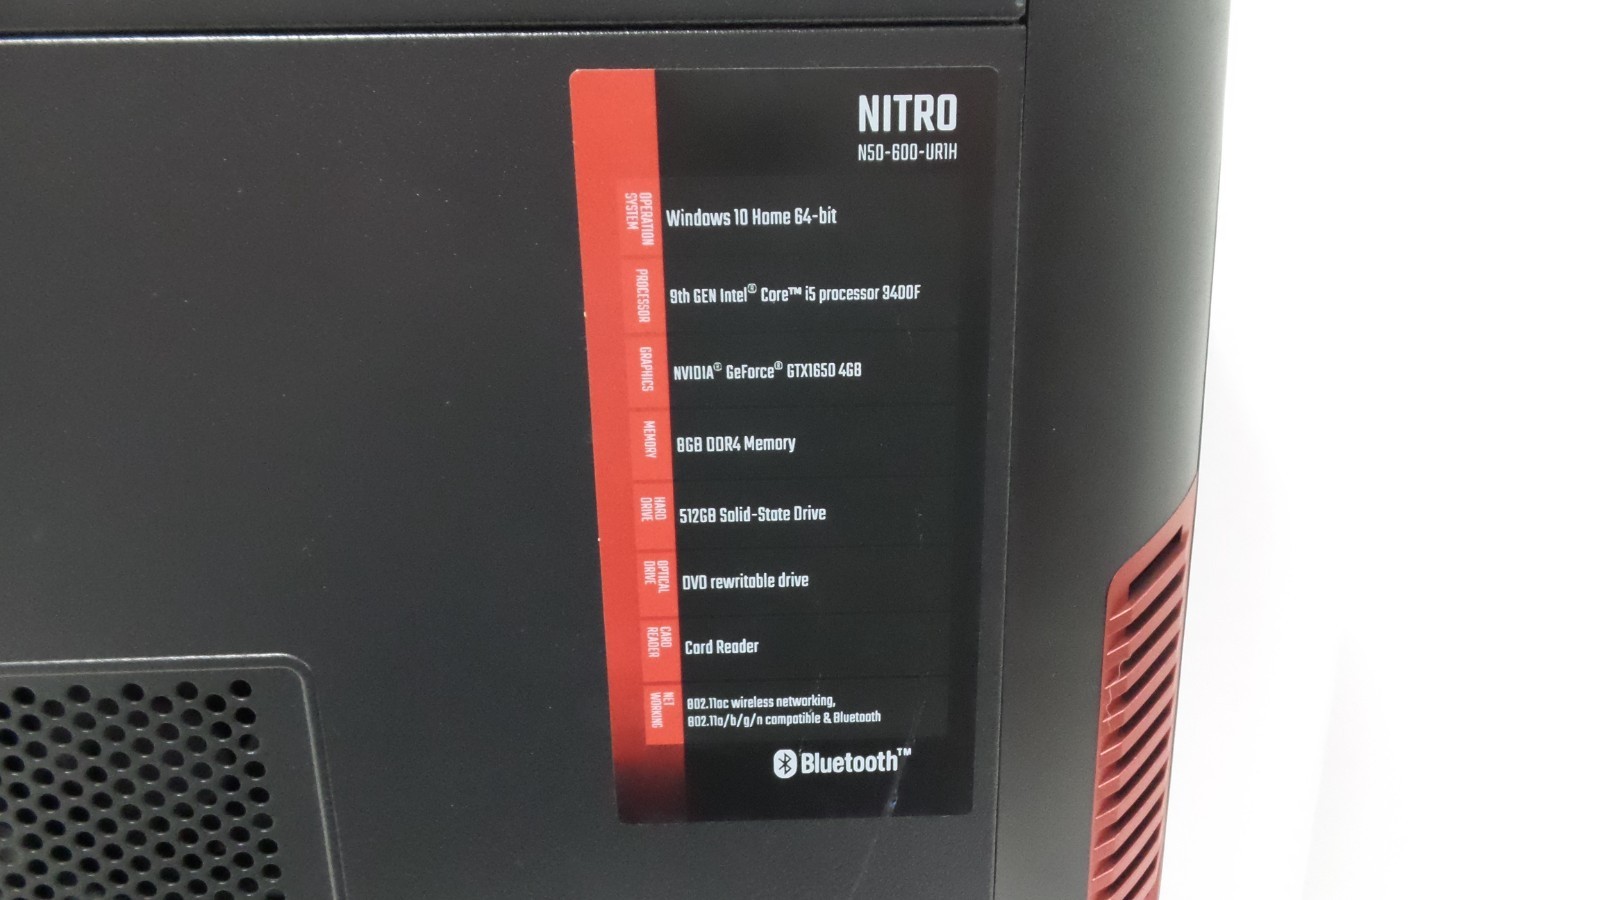 NITRO
N50-600-UR1H
OPERATION
SYSTEM
Windows 10 Home 64-bit
PROCESSOR
9th GEN Intel® Core™ i5 processor 9400F
GRAPHICS
NVIDIA® GeForce® GTX1650 4GB
MEMORY
8GB DDR4 Memory
HARD
DRIVE
512GB Solid-State Drive
OPTICAL
DRIVE
DVD rewritable drive
CARD
READER
Card Reader
NET
WORKING
802.11ac wireless networking,
802.11a/b/g/n compatible & Bluetooth
Bluetooth™